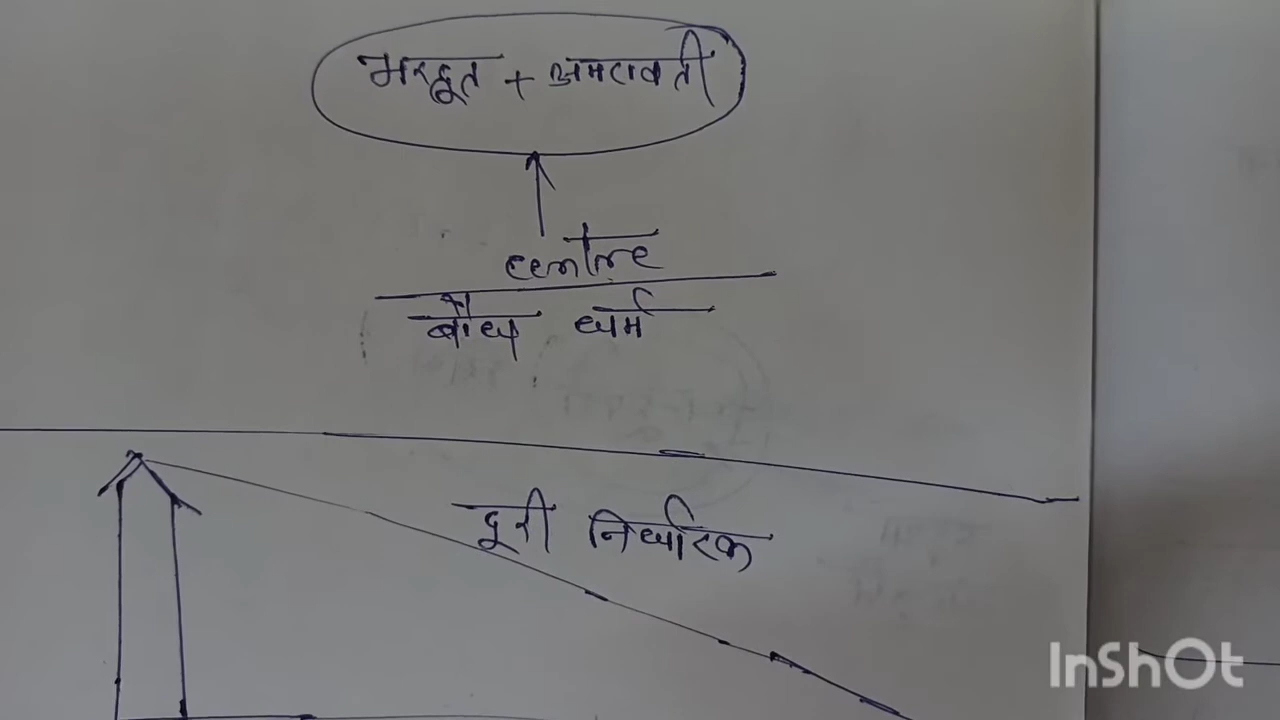 भरहूत + अमरावती
centre
बौध्य धर्म
दूरी निर्धारक
InShOt